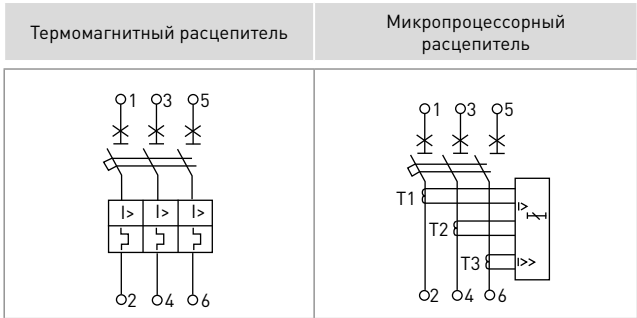 Термомагнитный расцепитель
Микропроцессорный
расцепитель
1 3 5
I> I> I>
2 4 6
1 3 5
T1
I>
T2
T3
I>>
2 4 6